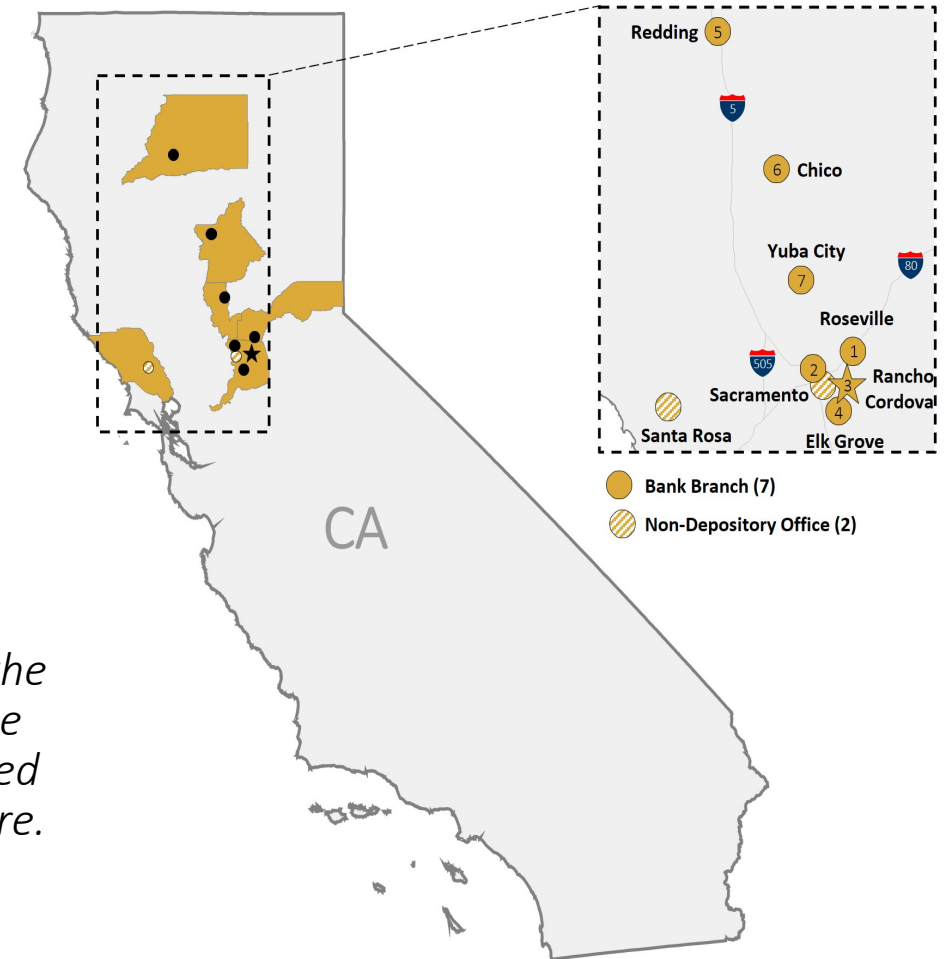 Redding
5
5
6
Chico
Yuba City
7
80
Roseville
1
505
2
Sacramento
3
Rancho
Cordova
4
Santa Rosa
Elk Grove
Bank Branch (7)
Non-Depository Office (2)
CA
the
e
ed
re.